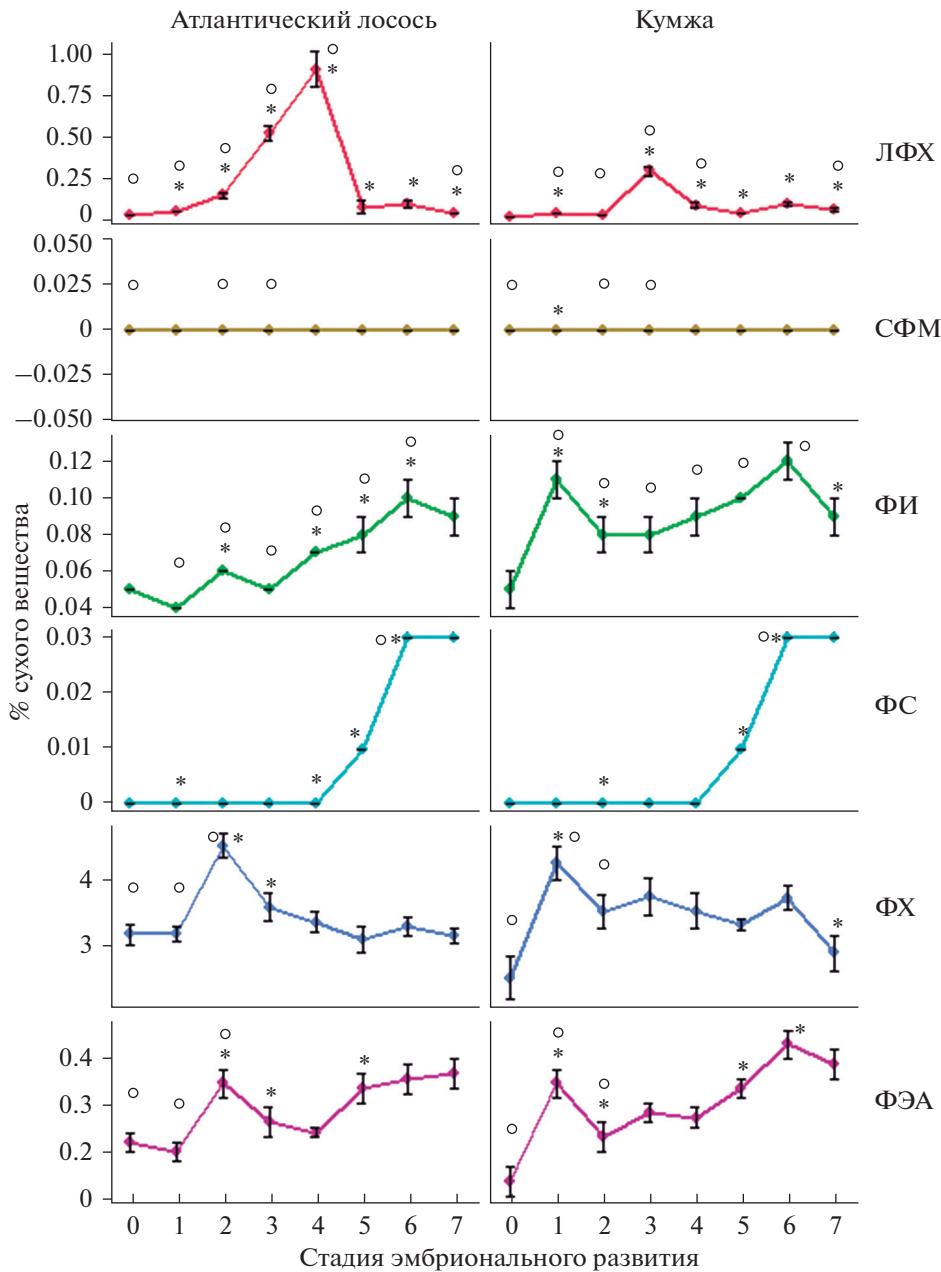 Атлантический лосось
Кумжа
% сухого вещества
1.00
0.75
0.50
0.25
0
ЛФХ
0.050
0.025
0
−0.025
−0.050
СФМ
0.12
0.10
0.08
0.06
0.04
ФИ
0.03
0.02
0.01
0
ФС
4
3
ФХ
0.4
0.3
0.2
0
ФЭА
0 1 2 3 4 5 6 7
0 1 2 3 4 5 6 7
Стадия эмбрионального развития